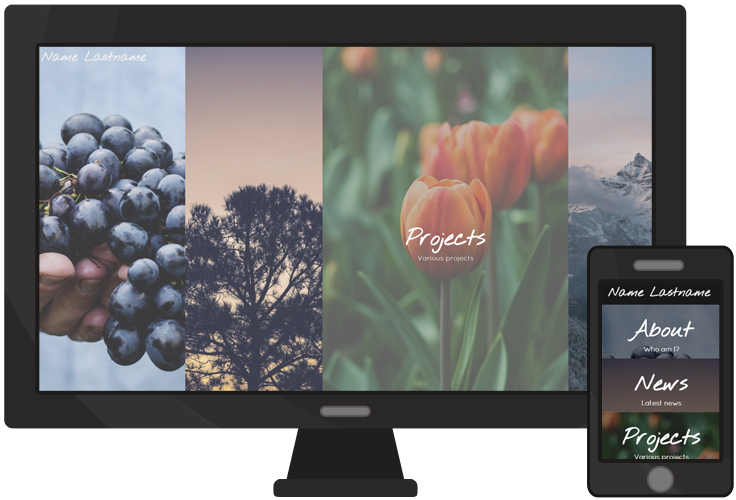 Name Lastname
Projects
Various projects
Name Lastname
About
Who am I?
News
Latest news
Projects
Various projects